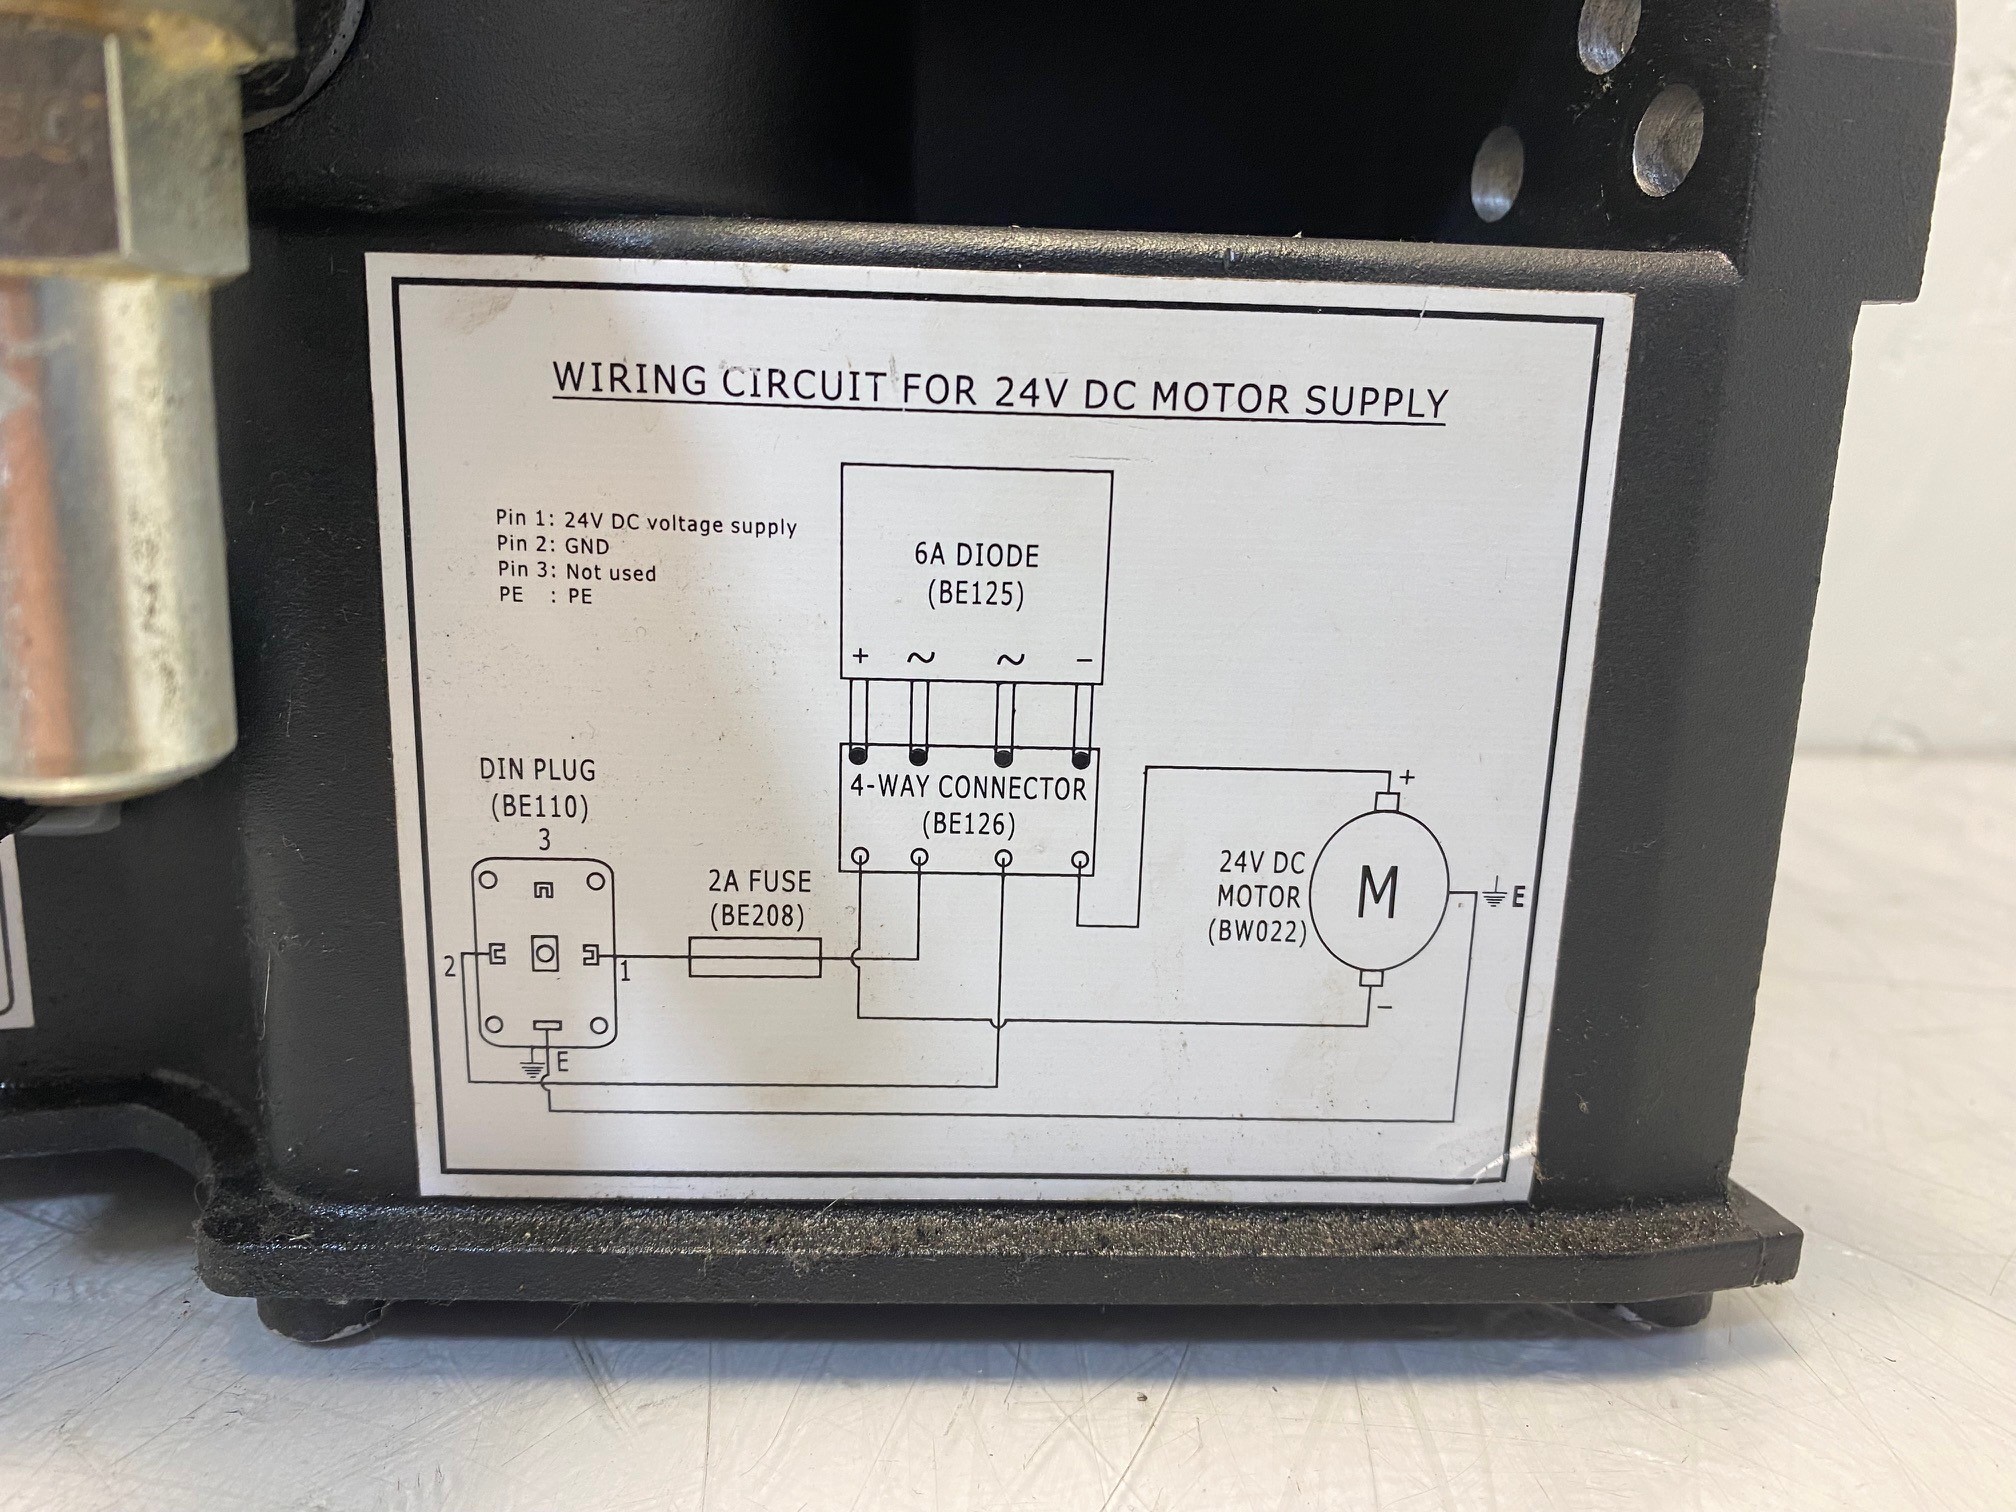 WIRING CIRCUIT FOR 24V DC MOTOR SUPPLY
Pin 1: 24V DC voltage supply
Pin 2: GND
Pin 3: Not used
PE : PE
6A DIODE
(BE125)
+ ~ ~ −
4-WAY CONNECTOR
(BE126)
DIN PLUG
(BE110)
3
2
1
E
2A FUSE
(BE208)
24V DC
MOTOR
(BW022)
+
M
−
E